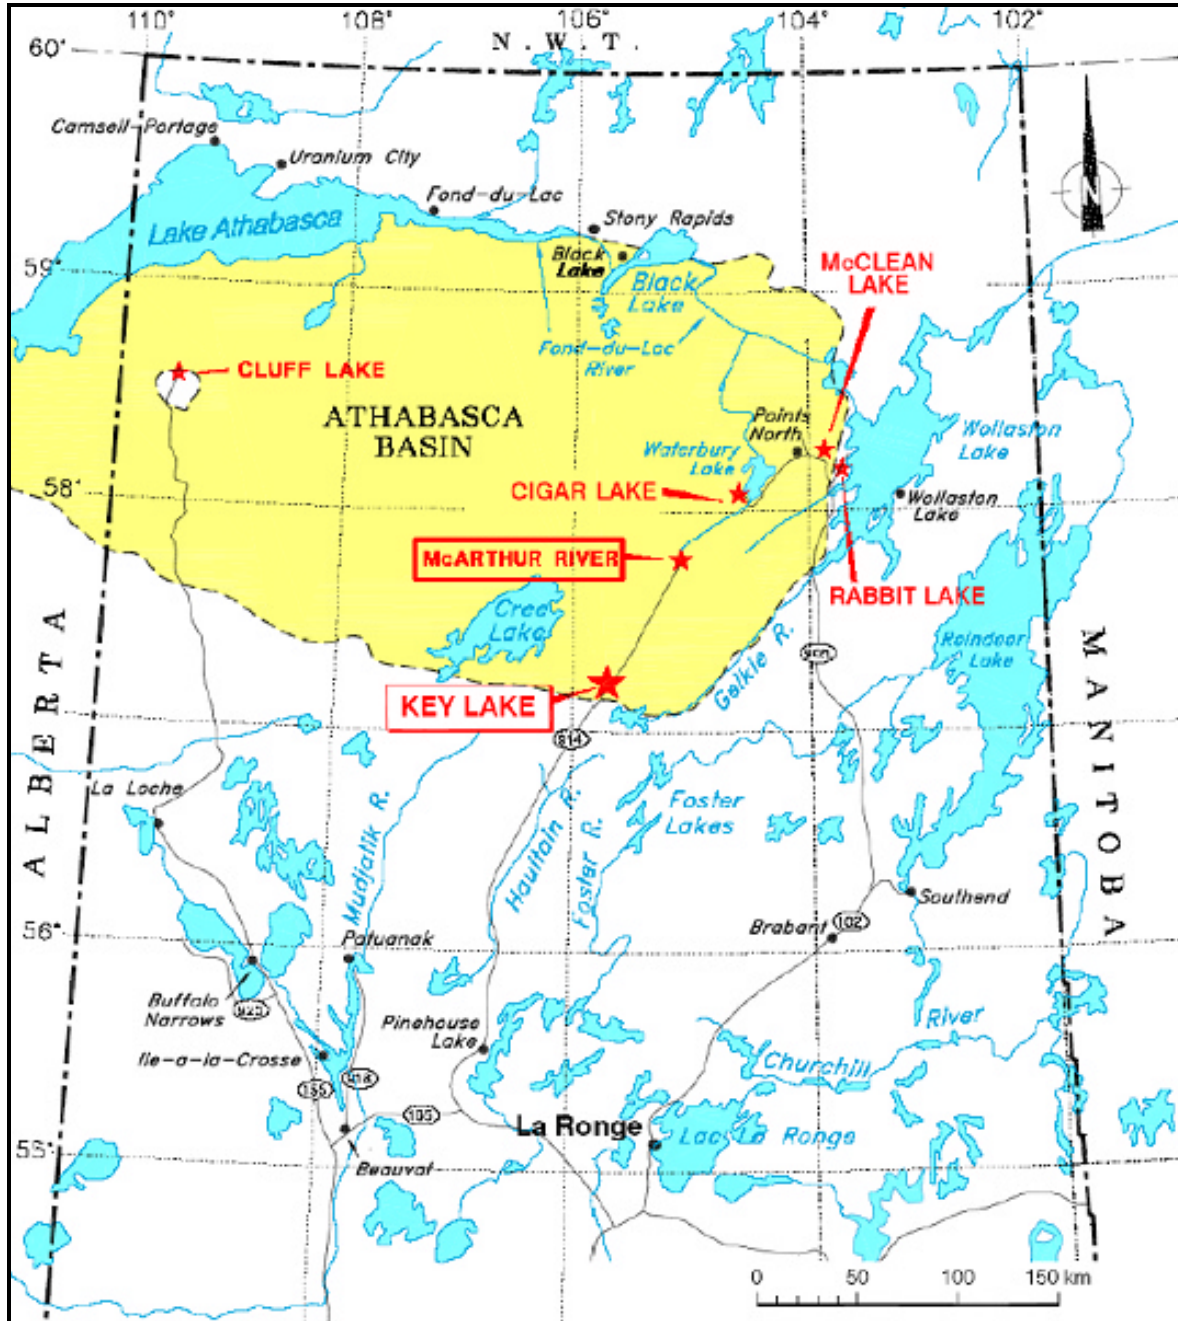 110° 108° 106° 104° 102°
60°
N. W. T.
Camsell-Portage
Uranium City
Fond-du-Lac
Lake Athabasca
Stony Rapids
Black
Lake
59°
McCLEAN
LAKE
Black
Lake
Fond-du-Lac
River
CLUFF LAKE
ATHABASCA
BASIN
Points
North
Wollaston
Lake
Waterbury
Lake
CIGAR LAKE
58°
Wollaston
Lake
McARTHUR RIVER
RABBIT LAKE
Cree
Lake
Geikie R.
905
Reindeer
Lake
KEY LAKE
914
ALBERTA
MANITOBA
La Loche
Mudjatik R.
Haultain R.
Foster R.
Foster
Lakes
Southend
56°
Patuanak
Brabant
102
Buffalo
Narrows
925
Pinehouse
Lake
River
Ile-a-la-Crosse
Churchill
155
918
165
La Ronge
Lac La Ronge
55°
Beauval
0 50 100 150 km
N